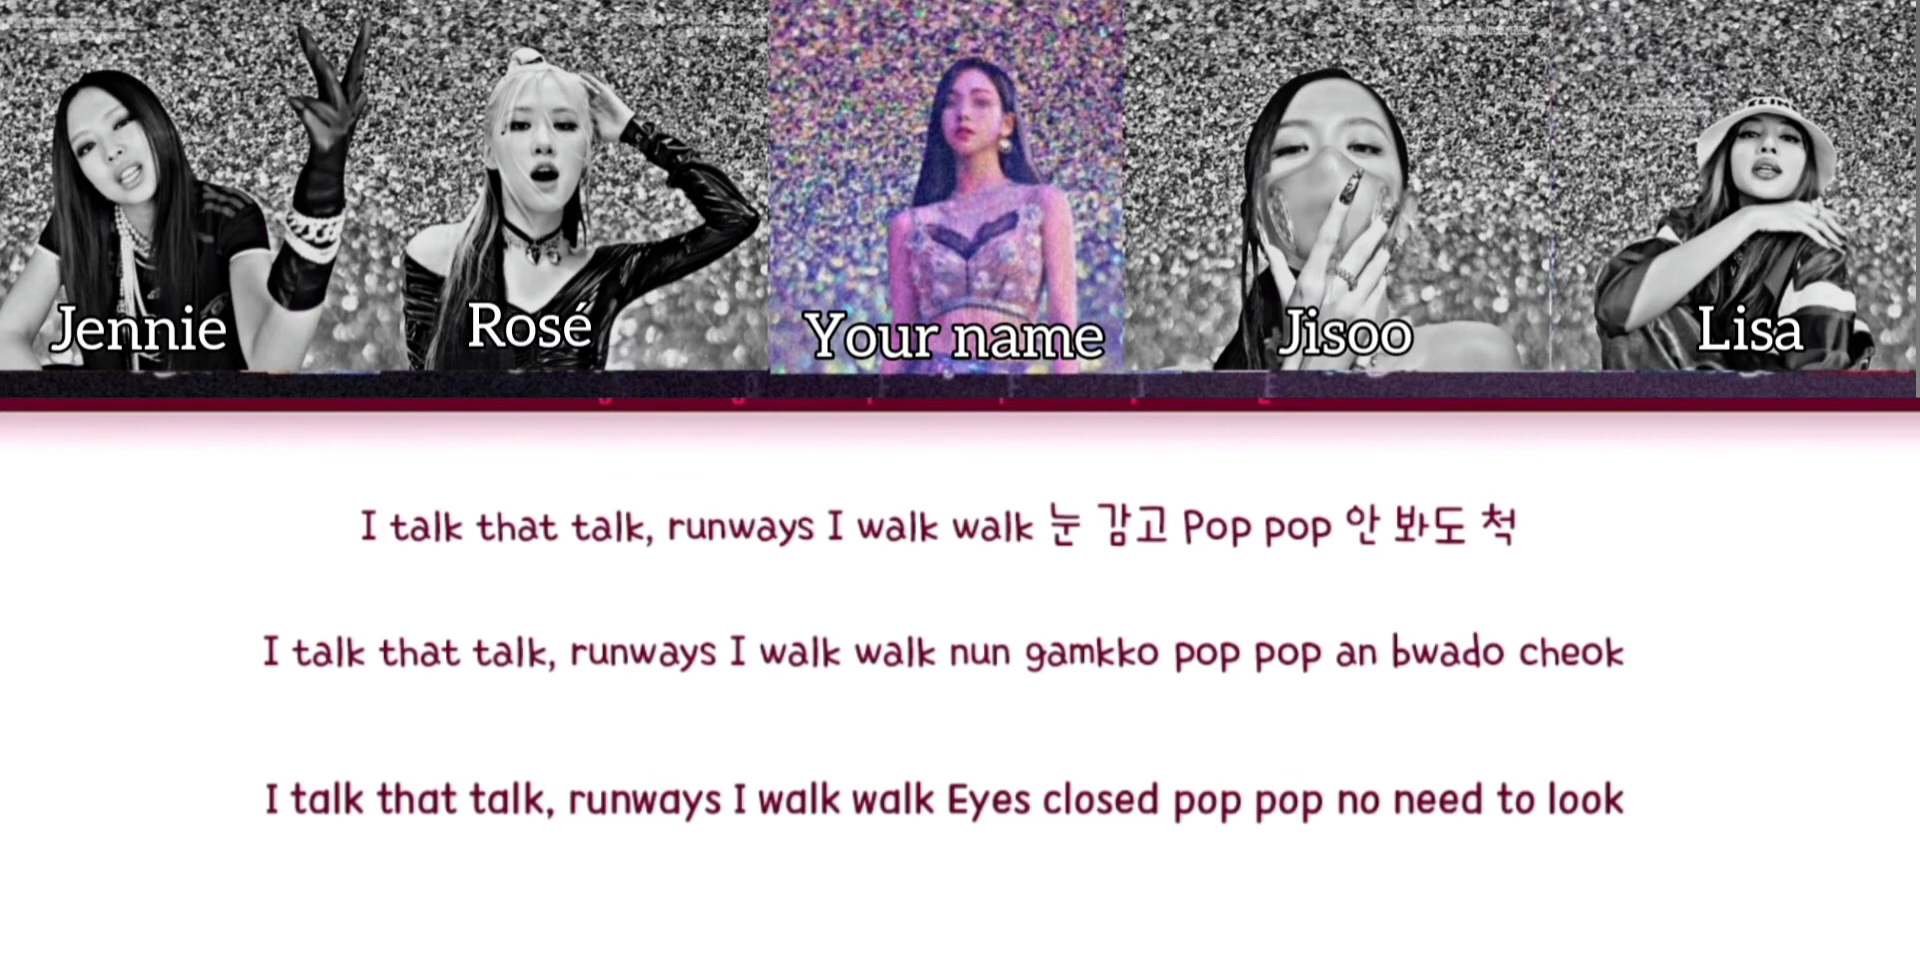 Jennie
Rosé
Your name
Jisoo
Lisa
I talk that talk, runways I walk walk 눈 감고 Pop pop 안 봐도 척
I talk that talk, runways I walk walk nun gamkko pop pop an bwado cheok
I talk that talk, runways I walk walk Eyes closed pop pop no need to look